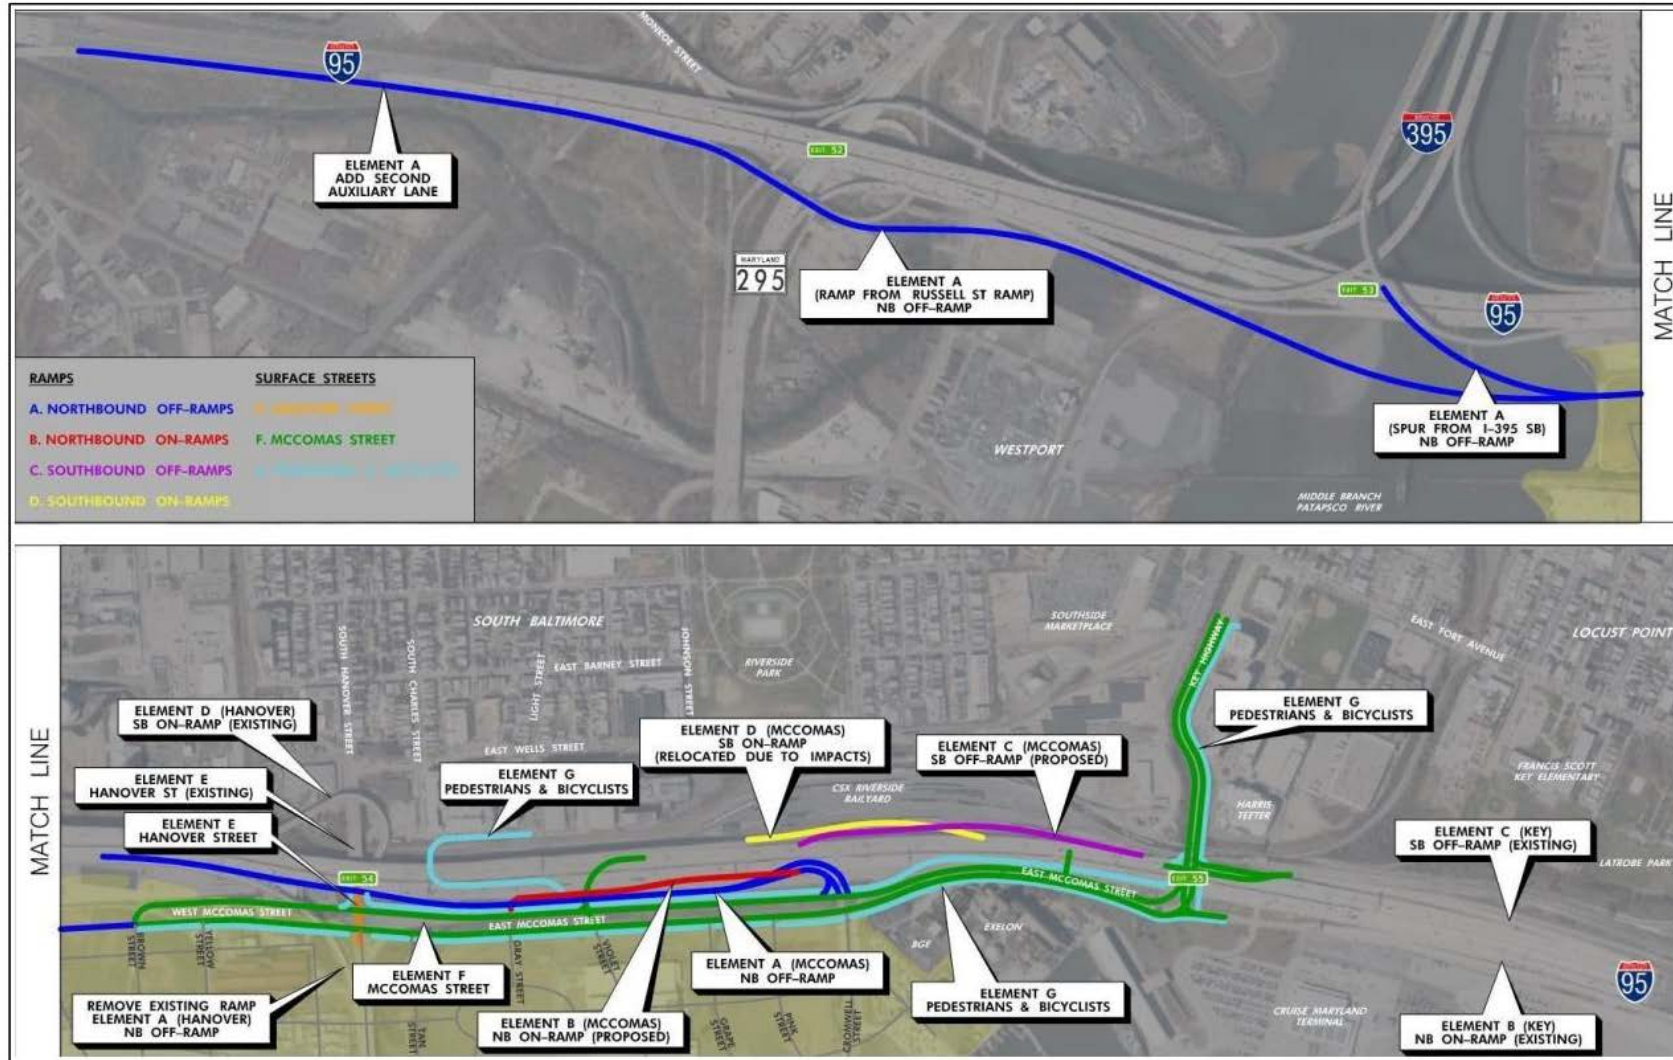 MONROE STREET
95
395
EXIT 52
ELEMENT A
ADD SECOND
AUXILIARY LANE
MARYLAND
295
ELEMENT A
(RAMP FROM RUSSELL ST RAMP)
NB OFF-RAMP
EXIT 53
95
MATCH LINE
RAMPS
SURFACE STREETS
A. NORTHBOUND OFF-RAMPS
B. NORTHBOUND ON-RAMPS
F. MCCOMAS STREET
C. SOUTHBOUND OFF-RAMPS
D. SOUTHBOUND ON-RAMPS
WESTPORT
ELEMENT A
(SPUR FROM I-395 SB)
NB OFF-RAMP
MIDDLE BRANCH
PATAPSCO RIVER
MATCH LINE
SOUTH BALTIMORE
SOUTH HANOVER STREET
SOUTH CHARLES STREET
LIGHT STREET
EAST BARNEY STREET
JOHNSON STREET
RIVERSIDE
PARK
SOUTHSIDE
MARKETPLACE
KEY HIGHWAY
EAST FORT AVENUE
LOCUST POINT
ELEMENT D (HANOVER)
SB ON-RAMP (EXISTING)
EAST WELLS STREET
ELEMENT D (MCCOMAS)
SB ON-RAMP
(RELOCATED DUE TO IMPACTS)
ELEMENT C (MCCOMAS)
SB OFF-RAMP (PROPOSED)
ELEMENT G
PEDESTRIANS & BICYCLISTS
ELEMENT E
HANOVER ST (EXISTING)
ELEMENT G
PEDESTRIANS & BICYCLISTS
CSX RIVERSIDE
RAILYARD
FRANCIS SCOTT
KEY ELEMENTARY
HARRIS
TEETER
ELEMENT E
HANOVER STREET
ELEMENT C (KEY)
SB OFF-RAMP (EXISTING)
LATROBE PARK
EXIT 54
EXIT 55
WEST MCCOMAS STREET
EAST MCCOMAS STREET
EAST MCCOMAS STREET
BROWN STREET
YELLOW STREET
GRAY STREET
VIOLET STREET
BGE
EXELON
ELEMENT F
MCCOMAS STREET
ELEMENT A (MCCOMAS)
NB OFF-RAMP
ELEMENT G
PEDESTRIANS & BICYCLISTS
REMOVE EXISTING RAMP
ELEMENT A (HANOVER)
NB OFF-RAMP
ELEMENT B (MCCOMAS)
NB ON-RAMP (PROPOSED)
TAN STREET
GRAPE STREET
PINK STREET
CROMWELL STREET
CRUISE MARYLAND
TERMINAL
95
ELEMENT B (KEY)
NB ON-RAMP (EXISTING)